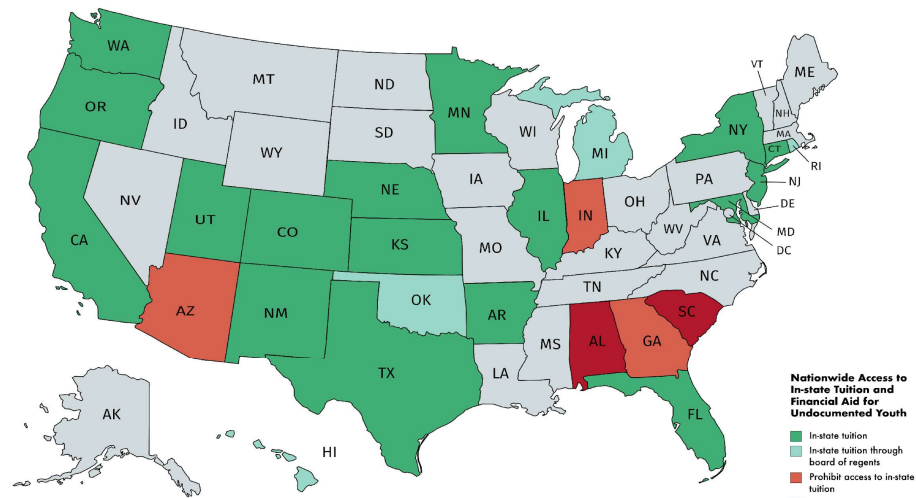 WA
MT
ND
MN
VT
ME
OR
ID
SD
WI
MI
NY
NH
MA
CT
RI
WY
IA
PA
NJ
NV
NE
IL
IN
OH
DE
UT
CO
KS
MO
WV
VA
MD
DC
CA
KY
NC
AZ
NM
OK
AR
TN
SC
TX
LA
MS
AL
GA
AK
HI
FL
Nationwide Access to
In-state Tuition and
Financial Aid for
Undocumented Youth
In-state tuition
In-state tuition through
board of regents
Prohibit access to in-state
tuition